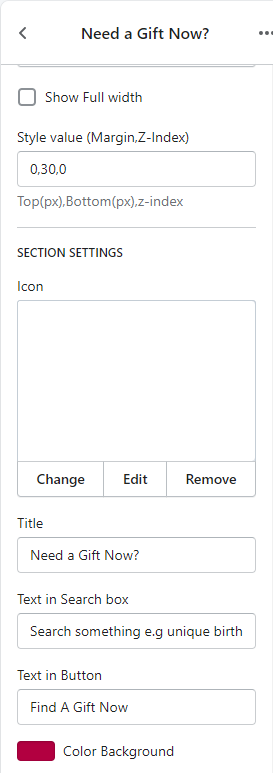 Need a Gift Now?
Show Full width
Style value (Margin,Z-Index)
0,30,0
Top(px),Bottom(px),z-index
SECTION SETTINGS
Icon
Change Edit Remove
Title
Need a Gift Now?
Text in Search box
Search something e.g unique birth
Text in Button
Find A Gift Now
Color Background